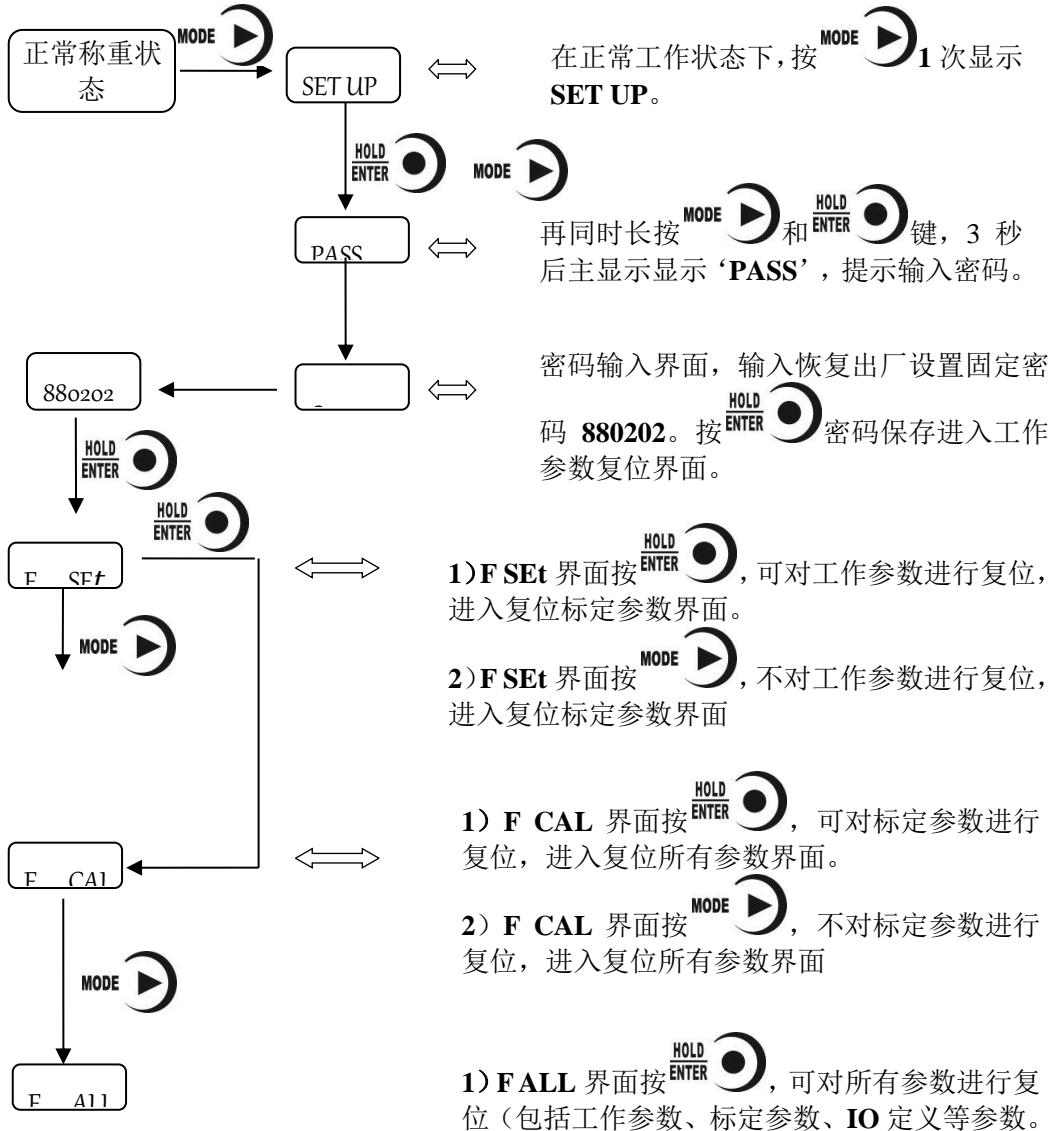 正常称重状
态
MODE
SET UP
在正常工作状态下,按 MODE 1 次显示
SET UP。
HOLD
ENTER
MODE
PASS
再同时长按 MODE 和 HOLD ENTER 键，3 秒
后主显示显示‘PASS’，提示输入密码。
880202
密码输入界面，输入恢复出厂设置固定密
码 880202。按 HOLD ENTER 密码保存进入工作
参数复位界面。
HOLD
ENTER
HOLD
ENTER
F SEt
MODE
1）F SEt 界面按 HOLD ENTER ，可对工作参数进行复位，
进入复位标定参数界面。
2）F SEt 界面按 MODE ，不对工作参数进行复位，
进入复位标定参数界面
F CAL
1）F CAL 界面按 HOLD ENTER ，可对标定参数进行
复位，进入复位所有参数界面。
2）F CAL 界面按 MODE ，不对标定参数进行
复位，进入复位所有参数界面
MODE
F ALL
1）F ALL 界面按 HOLD ENTER ，可对所有参数进行复
位（包括工作参数、标定参数、IO 定义等参数。